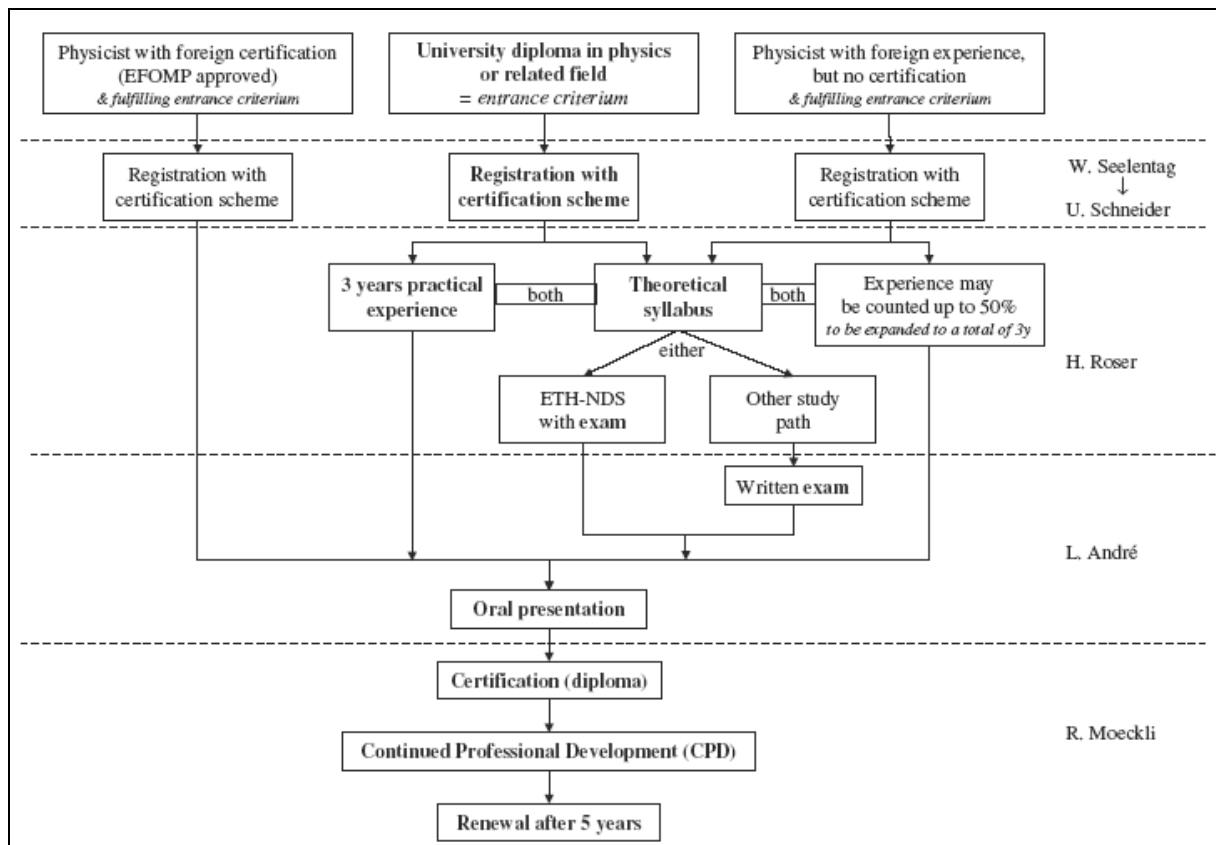 Physicist with foreign certification
(EFOMP approved)
& fulfilling entrance criterium
University diploma in physics
or related field
= entrance criterium
Physicist with foreign experience,
but no certification
& fulfilling entrance criterium
Registration with
certification scheme
Registration with
certification scheme
Registration with
certification scheme
W. Seelentag
↓
U. Schneider
3 years practical
experience
both
Theoretical
syllabus
both
Experience may
be counted up to 50%
to be expanded to a total of 3y
either
H. Roser
ETH-NDS
with exam
Other study
path
Written exam
L. André
Oral presentation
Certification (diploma)
Continued Professional Development (CPD)
R. Moeckli
Renewal after 5 years